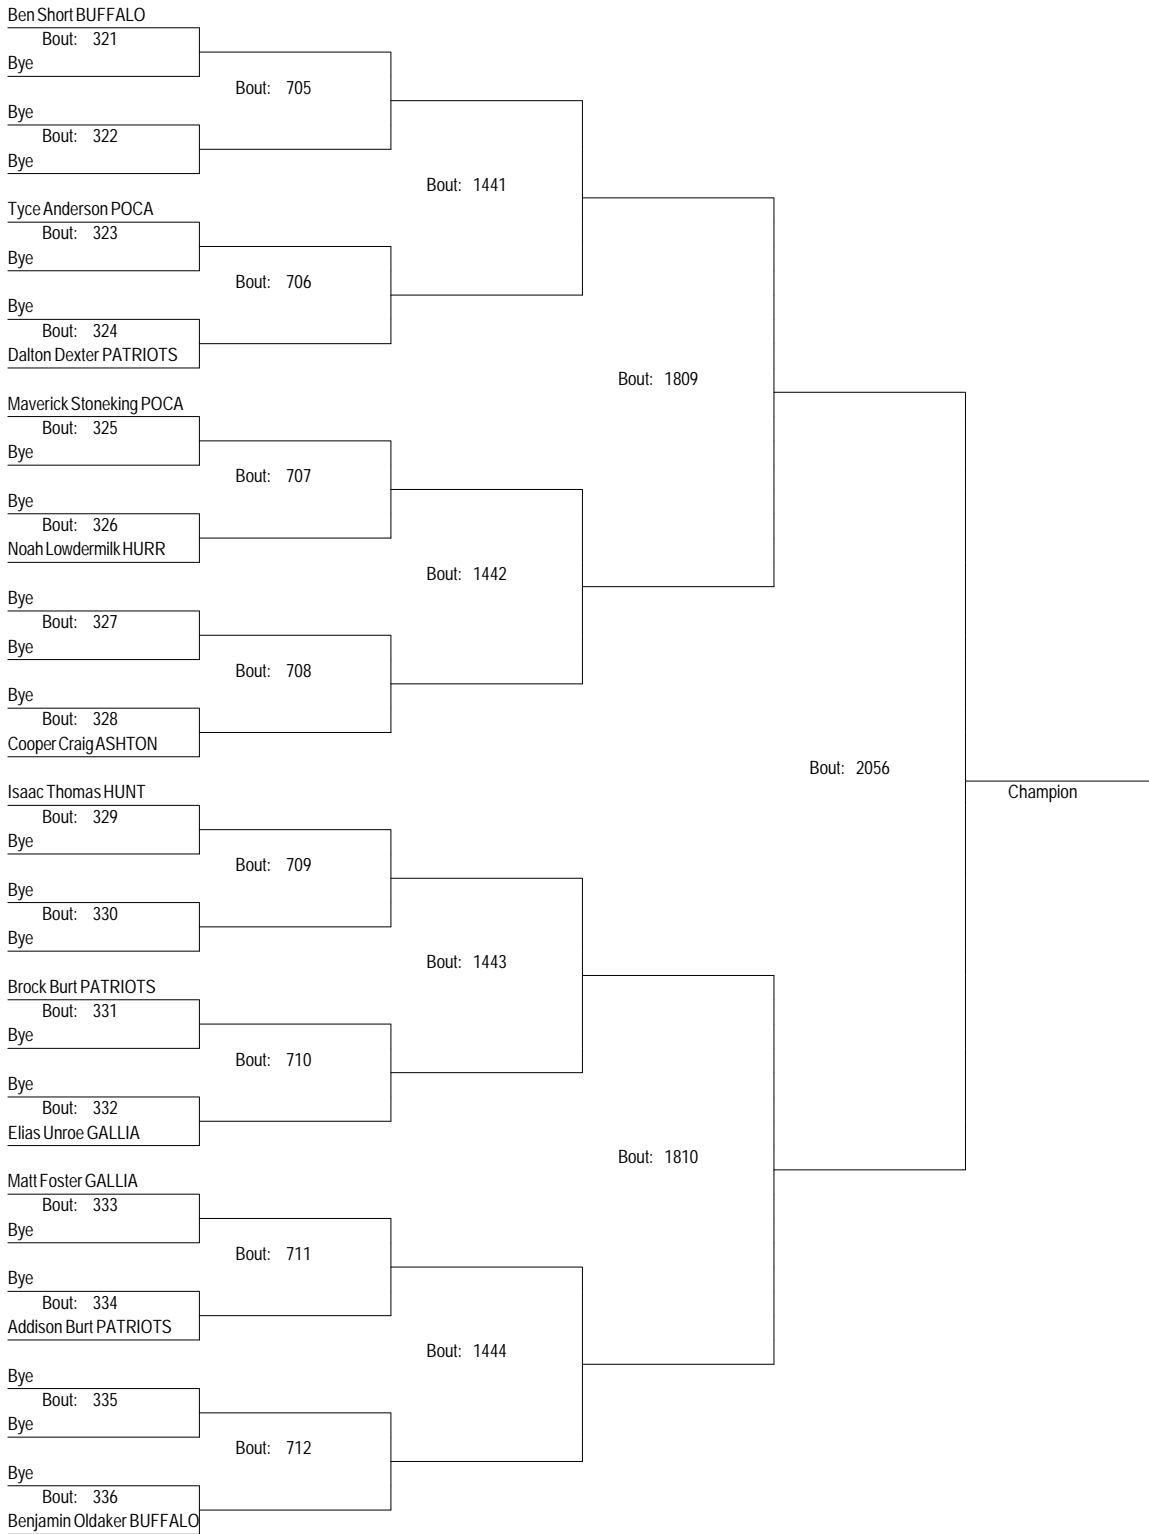 Ben Short BUFFALO
Bout: 321
Bye
Bout: 705
Bye
Bout: 322
Bye
Bout: 1441
Tyce Anderson POCA
Bout: 323
Bye
Bout: 706
Bye
Bout: 324
Dalton Dexter PATRIOTS
Bout: 1809
Maverick Stoneking POCA
Bout: 325
Bye
Bout: 707
Bye
Bout: 326
Noah Lowdermilk HURR
Bout: 1442
Bye
Bout: 327
Bye
Bout: 708
Bye
Bout: 328
Cooper Craig ASHTON
Bout: 2056
Champion
Isaac Thomas HUNT
Bout: 329
Bye
Bout: 709
Bye
Bout: 330
Bye
Bout: 1443
Brock Burt PATRIOTS
Bout: 331
Bye
Bout: 710
Bye
Bout: 332
Elias Unroe GALLIA
Bout: 1810
Matt Foster GALLIA
Bout: 333
Bye
Bout: 711
Bye
Bout: 334
Addison Burt PATRIOTS
Bout: 1444
Bye
Bout: 335
Bye
Bout: 712
Bye
Bout: 336
Benjamin Oldaker BUFFALO